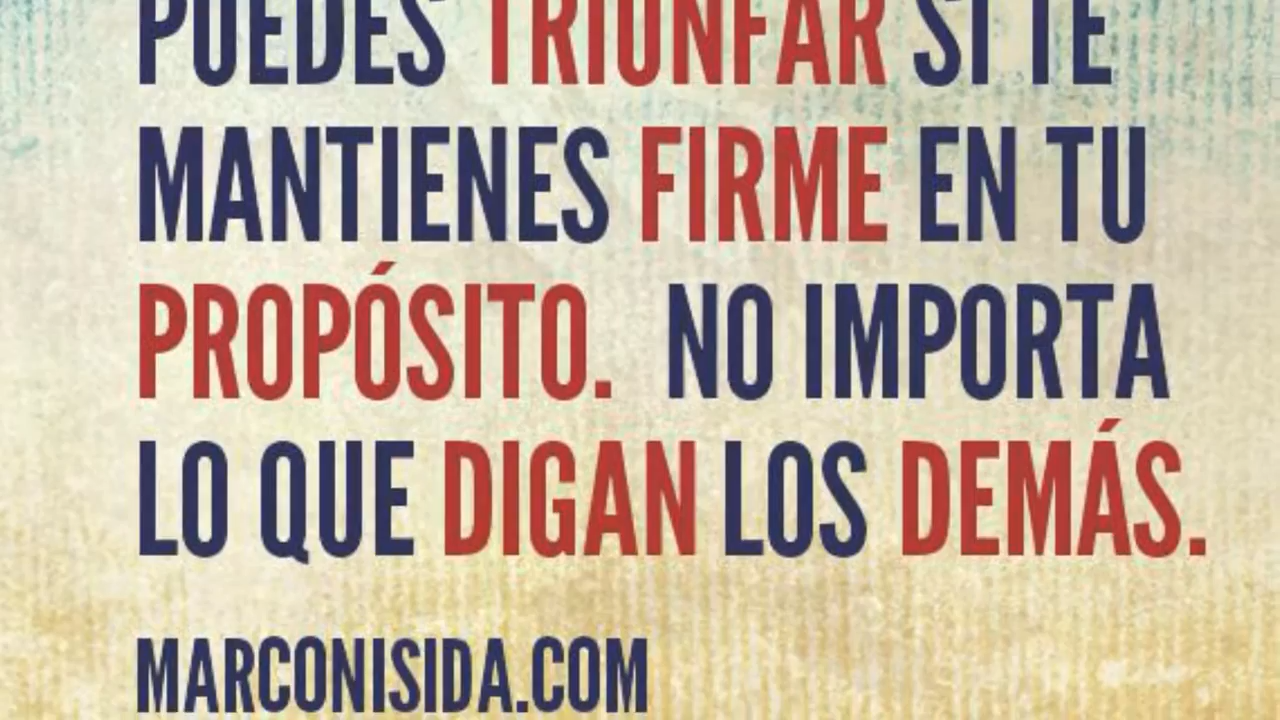 PUEDES TRIUNFAR SI TE
MANTIENES FIRME EN TU
PROPÓSITO. NO IMPORTA
LO QUE DIGAN LOS DEMÁS.
MARCONISIDA.COM